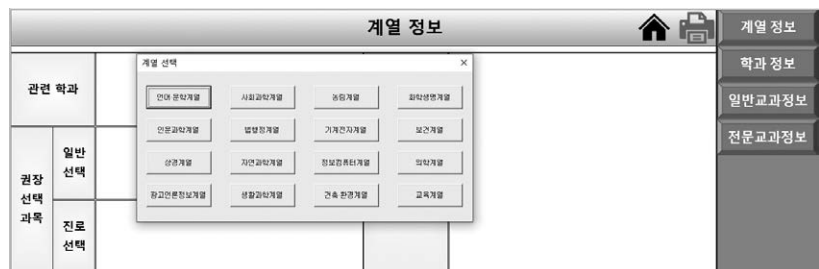 계열 정보
계열 정보
학과 정보
일반교과정보
전문교과정보
관련 학과
권장
선택
과목
일반
선택
진로
선택
계열 선택
언어·문학계열
사회과학계열
농림계열
화학생명계열
인문과학계열
법행정계열
기계전자계열
보건계열
상경계열
자연과학계열
정보컴퓨터계열
의학계열
광고언론정보계열
생활과학계열
건축·환경계열
교육계열